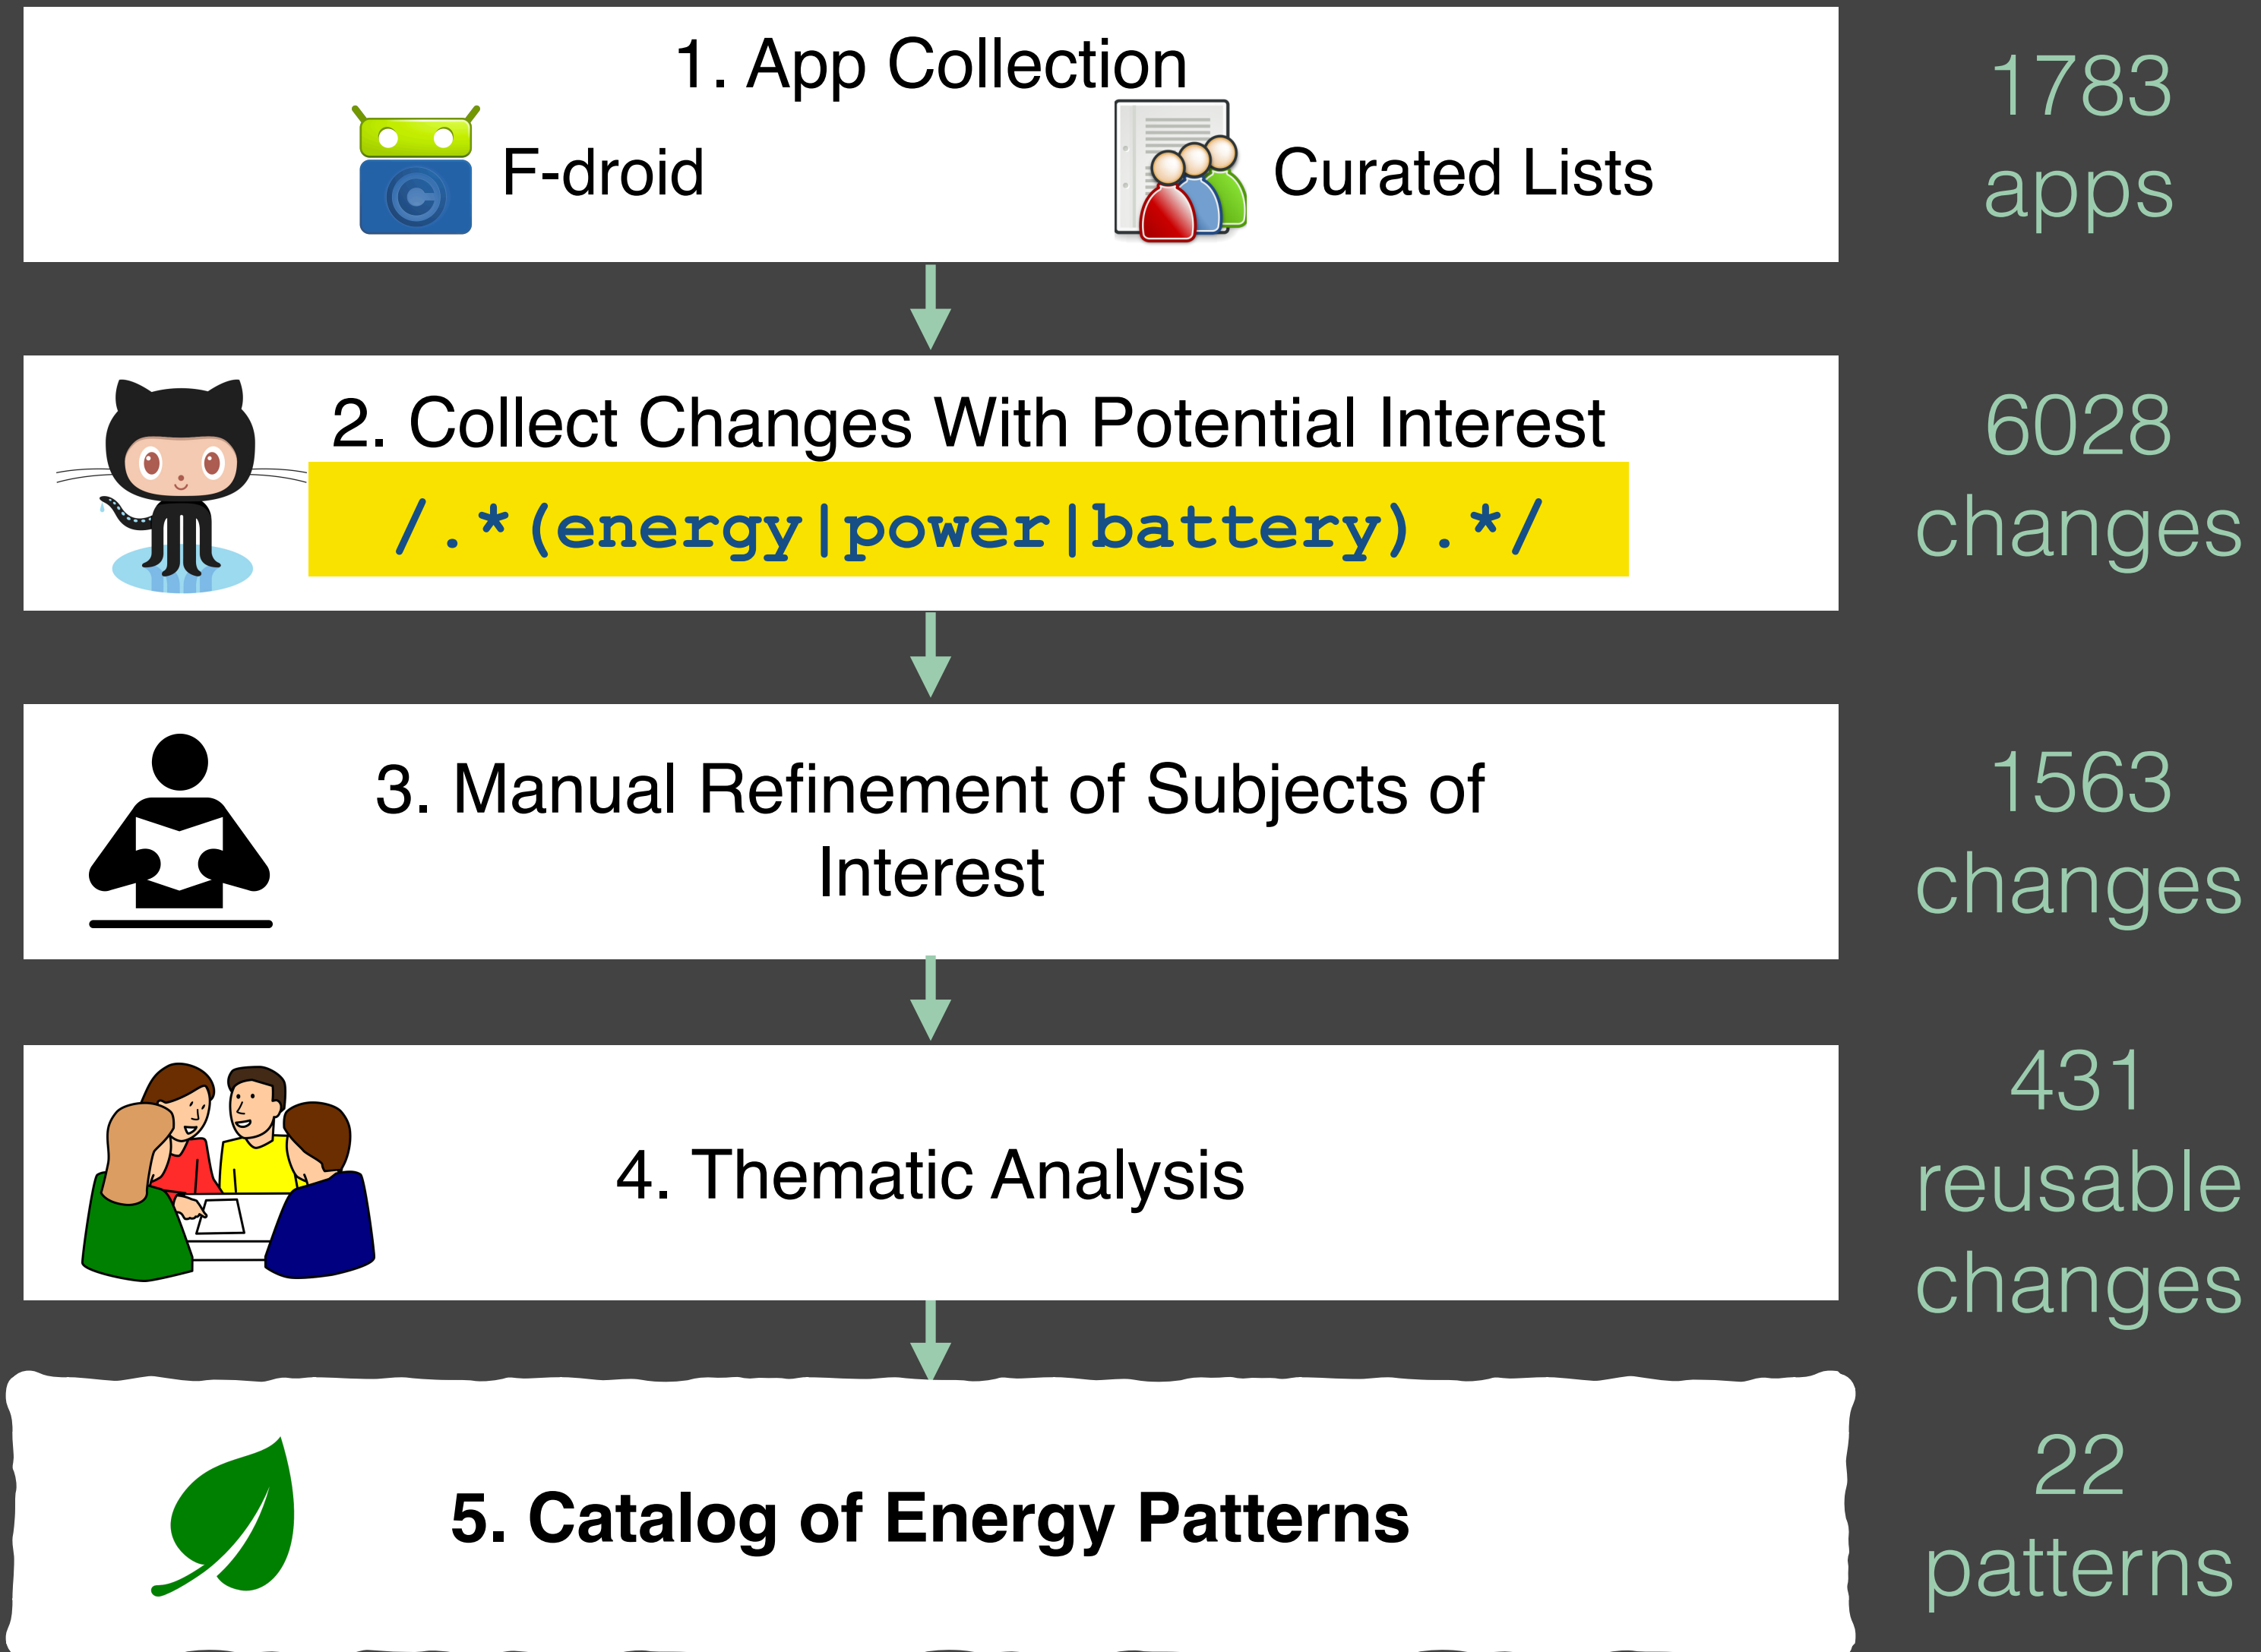 1. App Collection
F-droid
Curated Lists
1783
apps
2. Collect Changes With Potential Interest
/.*(energy|power|battery).*/
6028
changes
3. Manual Refinement of Subjects of
Interest
1563
changes
4. Thematic Analysis
431
reusable
changes
5. Catalog of Energy Patterns
22
patterns